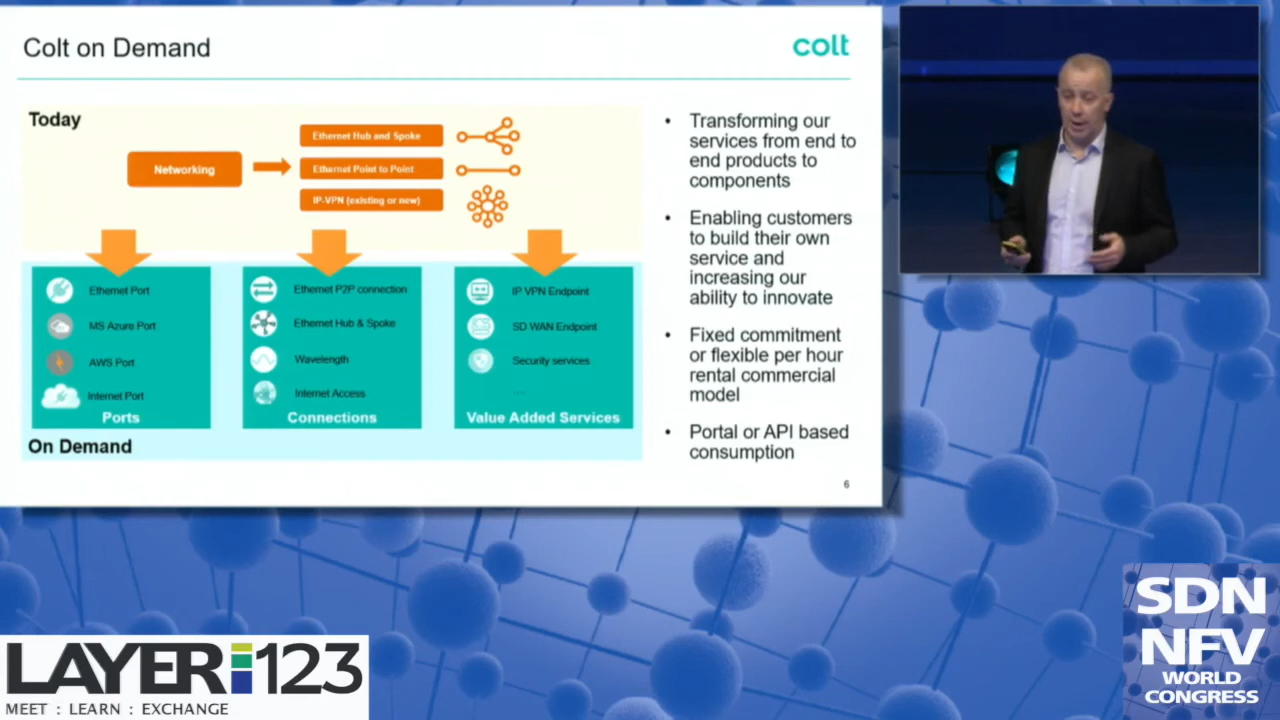 Colt on Demand
colt
Today
Networking
Ethernet Hub and Spoke
Ethernet Point to Point
IP-VPN (existing or new)
Ethernet Port
MS Azure Port
AWS Port
Internet Port
Ports
Ethernet P2P connection
Ethernet Hub & Spoke
Wavelength
Internet Access
Connections
IP VPN Endpoint
SD WAN Endpoint
Security services
....
Value Added Services
On Demand
• Transforming our
services from end to
end products to
components
• Enabling customers
to build their own
service and
increasing our
ability to innovate
• Fixed commitment
or flexible per hour
rental commercial
model
• Portal or API based
consumption
6
LAYER123
MEET : LEARN : EXCHANGE
SDN
NFV
WORLD
CONGRESS